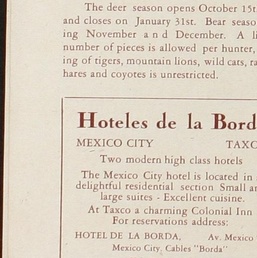 The deer season opens October 15t
and closes on January 31st. Bear seaso
ing November and December. A li
number of pieces is allowed per hunter,
ing of tigers, mountain lions, wild cats, ra
hares and coyotes is unrestricted.
Hoteles de la Bord
MEXICO CITY TAXC
Two modern high class hotels
The Mexico City hotel is located in
delightful residential section Small an
large suites - Excellent cuisine.
At Taxco a charming Colonial Inn
For reservations address:
HOTEL DE LA BORDA, Av. Mexico
Mexico City. Cables "Borda"